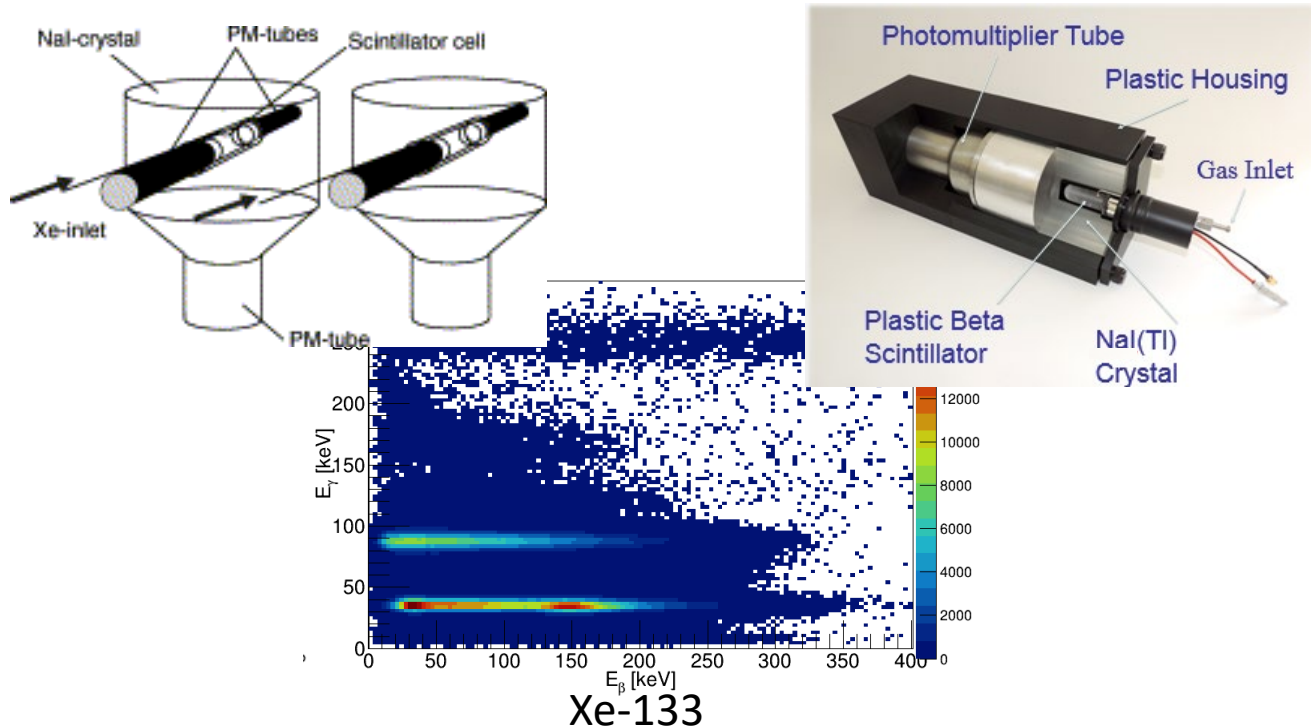 NaI-crystal
PM-tubes
Scintillator cell
Xe-inlet
PM-tube
Photomultiplier Tube
Plastic Housing
Gas Inlet
Plastic Beta
Scintillator
NaI(Tl)
Crystal
200
150
100
50
0
Eγ [keV]
0 50 100 150 200 250 300 350 400
Eβ [keV]
12000
10000
8000
6000
4000
2000
0
Xe-133